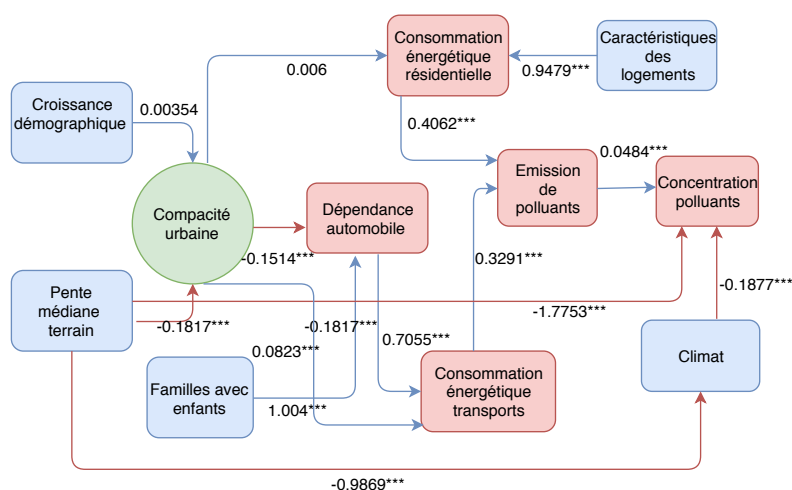 Consommation
énergétique
résidentielle
Caractéristiques
des
logements
0.006
0.9479***
Croissance
démographique
0.00354
0.4062***
Emission
de
polluants
0.0484***
Concentration
polluants
Compacité
urbaine
Dépendance
automobile
-0.1514***
0.3291***
-0.1877***
Pente
médiane
terrain
-0.1817***
-0.1817***
-1.7753***
0.7055***
0.0823***
Familles avec
enfants
1.004***
Consommation
énergétique
transports
Climat
-0.9869***